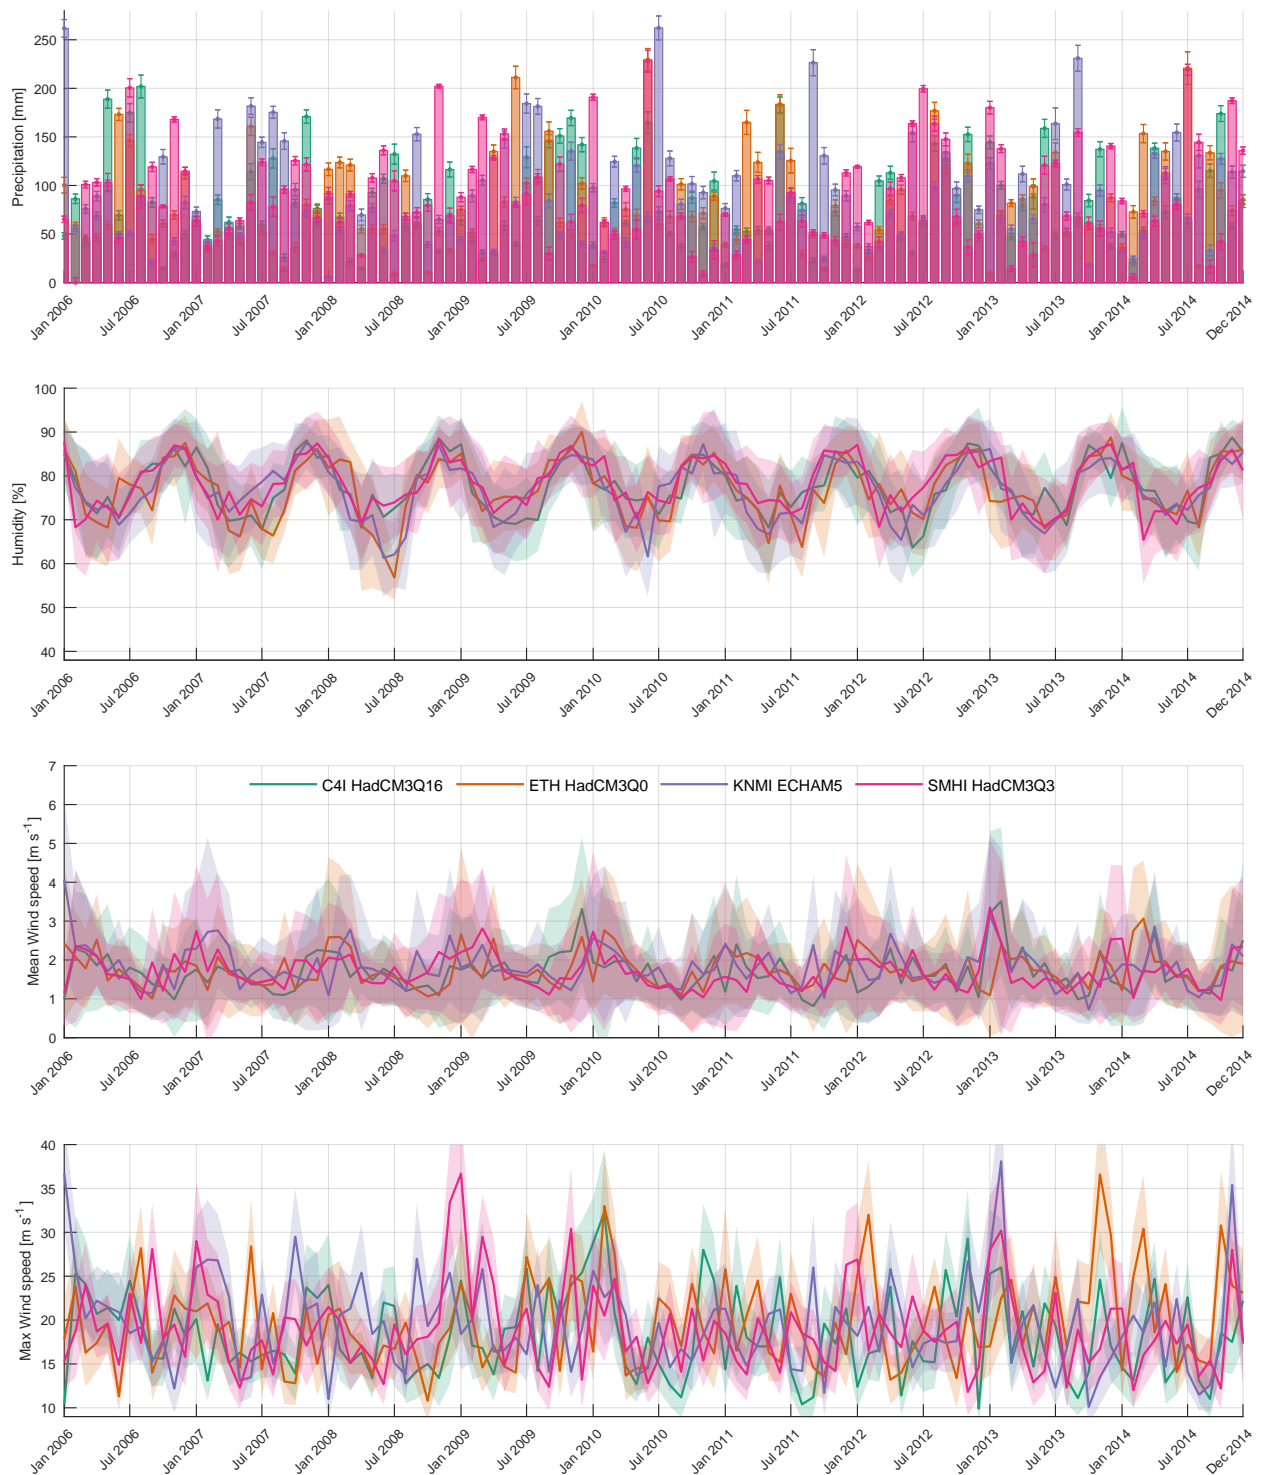 Precipitation [mm]
250
200
150
100
50
0
Jan 2006
Jul 2006
Jan 2007
Jul 2007
Jan 2008
Jul 2008
Jan 2009
Jul 2009
Jan 2010
Jul 2010
Jan 2011
Jul 2011
Jan 2012
Jul 2012
Jan 2013
Jul 2013
Jan 2014
Jul 2014
Dec 2014
Humidity [%]
100
90
80
70
60
50
40
Jan 2006
Jul 2006
Jan 2007
Jul 2007
Jan 2008
Jul 2008
Jan 2009
Jul 2009
Jan 2010
Jul 2010
Jan 2011
Jul 2011
Jan 2012
Jul 2012
Jan 2013
Jul 2013
Jan 2014
Jul 2014
Dec 2014
Mean Wind speed [m s-1]
7
6
5
4
3
2
1
0
C4I HadCM3Q16
ETH HadCM3Q0
KNMI ECHAM5
SMHI HadCM3Q3
Jan 2006
Jul 2006
Jan 2007
Jul 2007
Jan 2008
Jul 2008
Jan 2009
Jul 2009
Jan 2010
Jul 2010
Jan 2011
Jul 2011
Jan 2012
Jul 2012
Jan 2013
Jul 2013
Jan 2014
Jul 2014
Dec 2014
Max Wind speed [m s-1]
40
35
30
25
20
15
10
Jan 2006
Jul 2006
Jan 2007
Jul 2007
Jan 2008
Jul 2008
Jan 2009
Jul 2009
Jan 2010
Jul 2010
Jan 2011
Jul 2011
Jan 2012
Jul 2012
Jan 2013
Jul 2013
Jan 2014
Jul 2014
Dec 2014